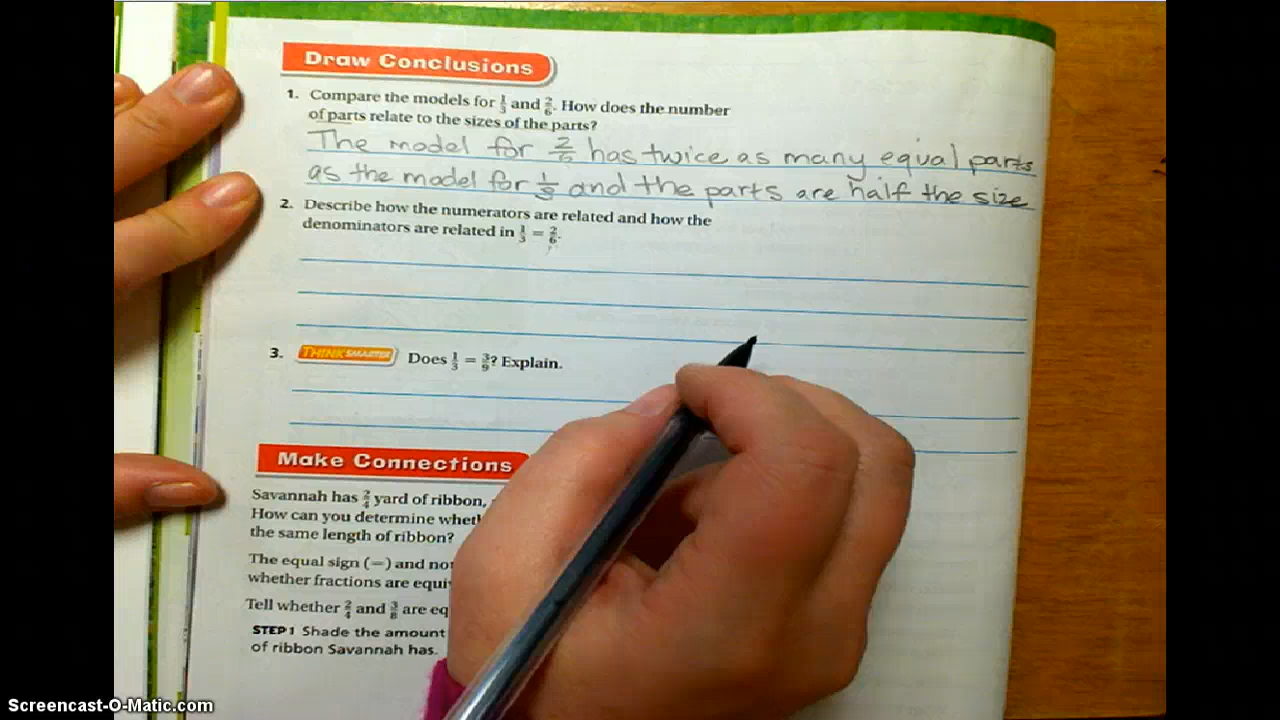 Draw Conclusions
1. Compare the models for 1/3 and 2/6. How does the number
of parts relate to the sizes of the parts?
The model for 2/6 has twice as many equal parts
as the model for 1/3 and the parts are half the size
2. Describe how the numerators are related and how the
denominators are related in 1/3 = 2/6.
3. THINK SMARTER Does 1/3 = 3/9? Explain.
Make Connections
Savannah has 2/4 yard of ribbon,
How can you determine
the same length of ribbon?
The equal sign (=) and
whether fractions are
Tell whether 2/4 and 3/8 are
STEP 1 Shade the amount
of ribbon Savannah has.
Screencast-O-Matic.com